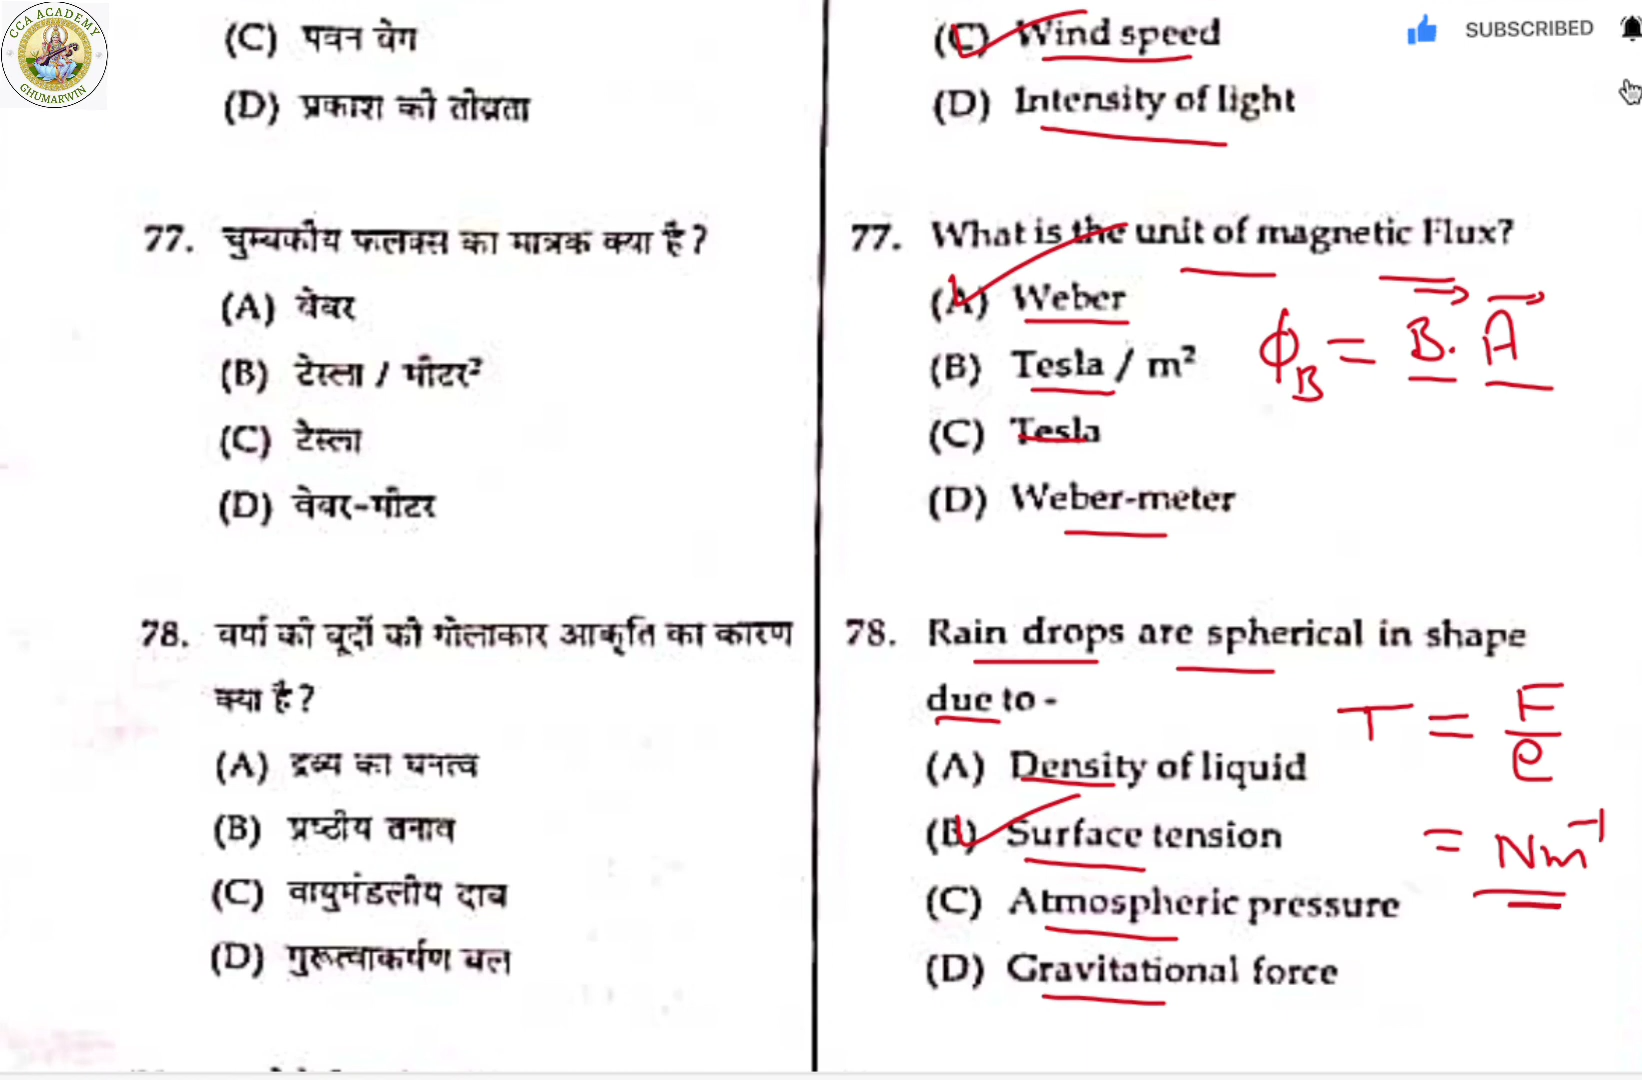 CCA ACADEMY
GHUMARWIN
(C) पवन वेग
(D) प्रकाश की तीव्रता
77. चुम्बकीय फलक्स का मात्रक क्या है?
(A) वेबर
(B) टेस्ला / मीटर²
(C) टेस्ला
(D) वेबर-मीटर
78. वर्षा की बूदों की गोलाकार आकृति का कारण
क्या है?
(A) द्रव्य का घनत्व
(B) प्रष्टीय तनाव
(C) वायुमंडलीय दाब
(D) गुरूत्वाकर्षण बल
SUBSCRIBED
(C) Wind speed
(D) Intensity of light
77. What is the unit of magnetic Flux?
(A) Weber
(B) Tesla / m²
(C) Tesla
(D) Weber-meter
ϕB = B. A
78. Rain drops are spherical in shape
due to -
(A) Density of liquid
(B) Surface tension
(C) Atmospheric pressure
(D) Gravitational force
T = F/l
= Nm⁻¹